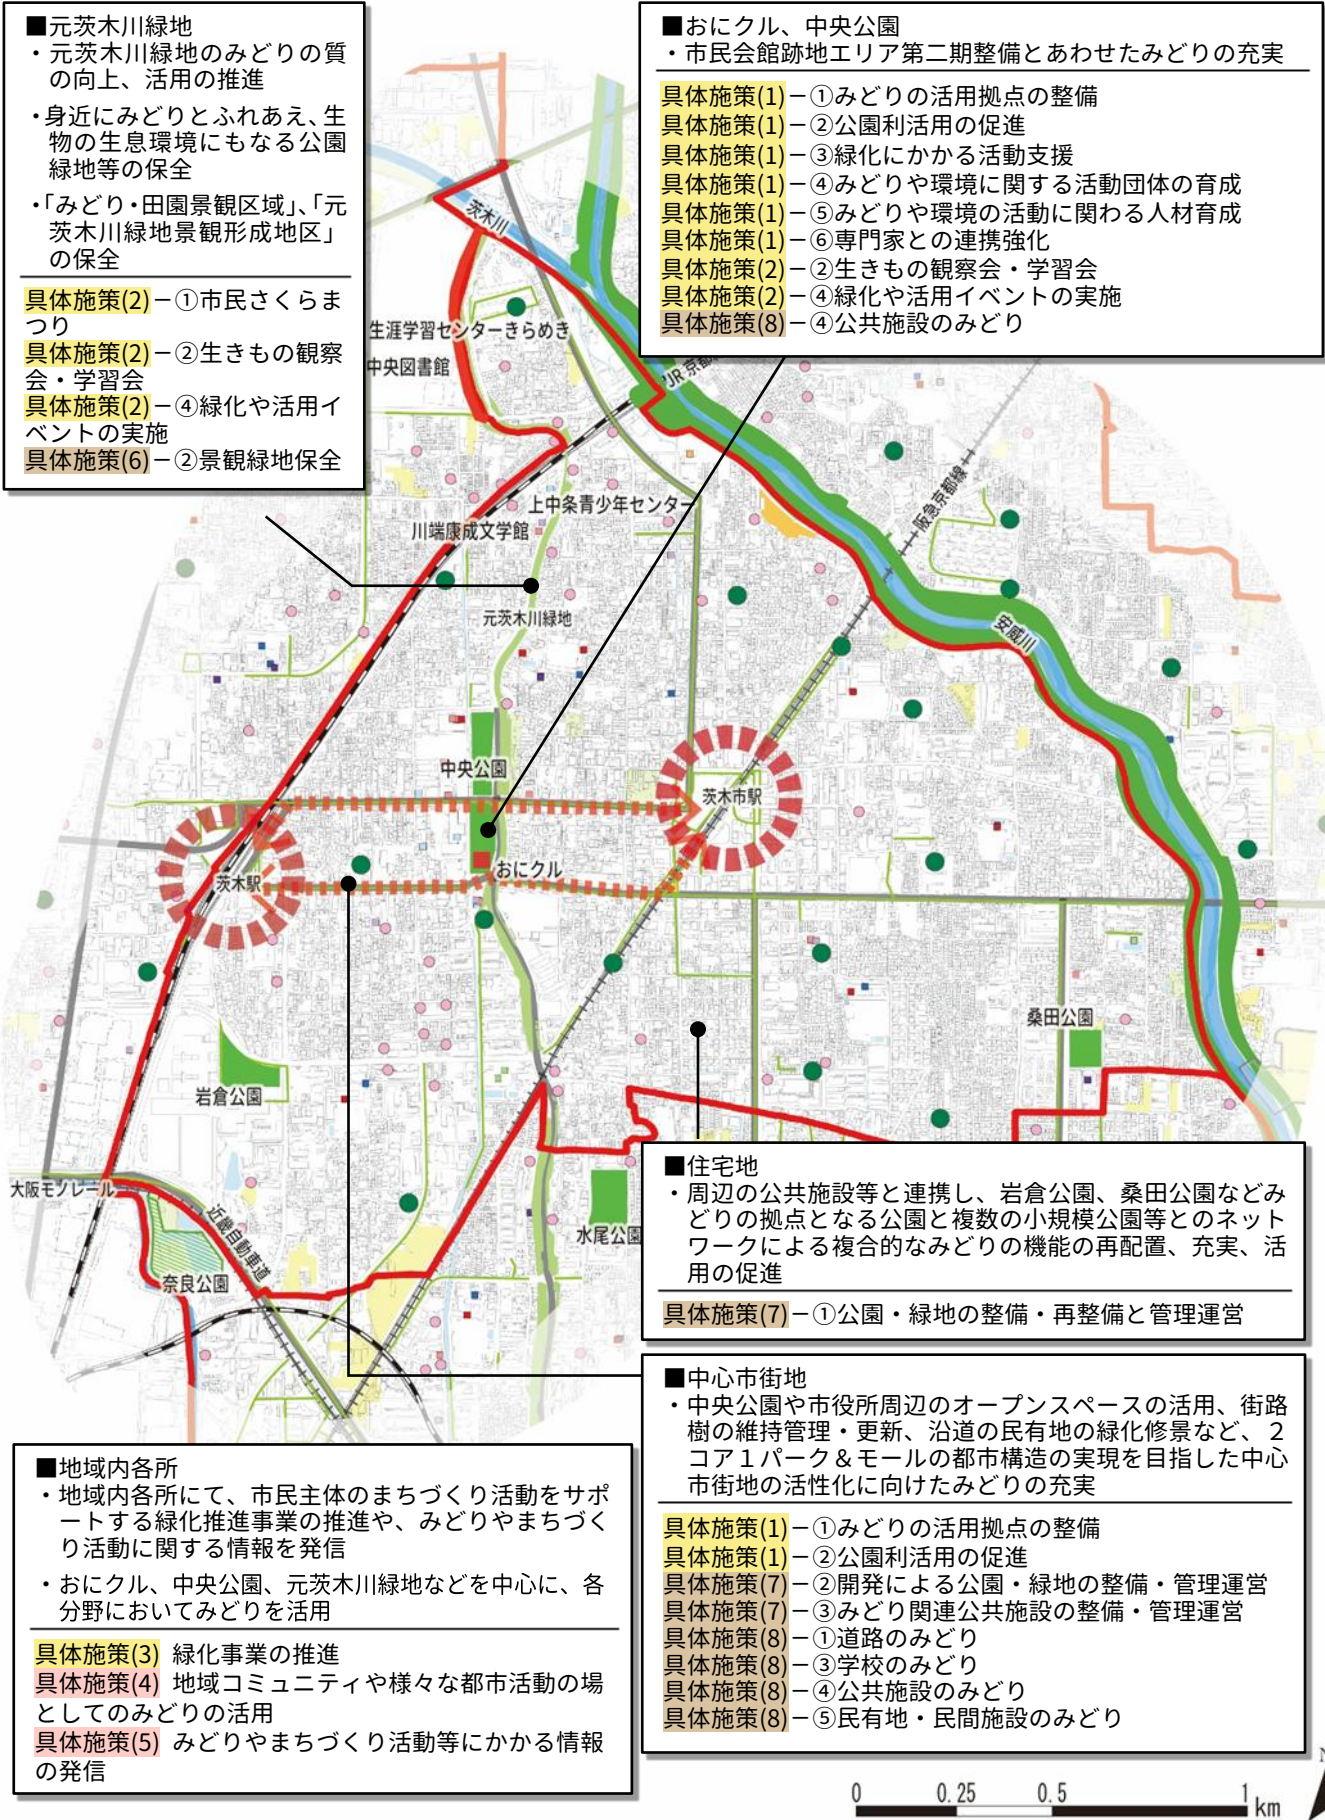 ■元茨木川緑地
・元茨木川緑地のみどりの質
の向上、活用の推進
・身近にみどりとふれあえ、生
物の生息環境にもなる公園
緑地等の保全
・「みどり・田園景観区域」、「元
茨木川緑地景観形成地区」
の保全
具体施策(2)－①市民さくらま
つり
具体施策(2)－②生きもの観察
会・学習会
具体施策(2)－④緑化や活用イ
ベントの実施
具体施策(6)－②景観緑地保全
■おにクル、中央公園
・市民会館跡地エリア第二期整備とあわせたみどりの充実
具体施策(1)－①みどりの活用拠点の整備
具体施策(1)－②公園利活用の促進
具体施策(1)－③緑化にかかる活動支援
具体施策(1)－④みどりや環境に関する活動団体の育成
具体施策(1)－⑤みどりや環境の活動に関わる人材育成
具体施策(1)－⑥専門家との連携強化
具体施策(2)－②生きもの観察会・学習会
具体施策(2)－④緑化や活用イベントの実施
具体施策(8)－④公共施設のみどり
茨木川
生涯学習センターきらめき
中央図書館
JR京都
阪急京都線
上中条青少年センター
川端康成文学館
元茨木川緑地
安威川
中央公園
茨木市駅
茨木駅
おにクル
桑田公園
岩倉公園
大阪モノレール
近畿自動車道
水尾公園
奈良公園
■住宅地
・周辺の公共施設等と連携し、岩倉公園、桑田公園などみ
どりの拠点となる公園と複数の小規模公園等とのネット
ワークによる複合的なみどりの機能の再配置、充実、活
用の促進
具体施策(7)－①公園・緑地の整備・再整備と管理運営
■中心市街地
・中央公園や市役所周辺のオープンスペースの活用、街路
樹の維持管理・更新、沿道の民有地の緑化修景など、２
コア１パーク＆モールの都市構造の実現を目指した中心
市街地の活性化に向けたみどりの充実
具体施策(1)－①みどりの活用拠点の整備
具体施策(1)－②公園利活用の促進
具体施策(7)－②開発による公園・緑地の整備・管理運営
具体施策(7)－③みどり関連公共施設の整備・管理運営
具体施策(8)－①道路のみどり
具体施策(8)－③学校のみどり
具体施策(8)－④公共施設のみどり
具体施策(8)－⑤民有地・民間施設のみどり
■地域内各所
・地域内各所にて、市民主体のまちづくり活動をサポ
ートする緑化推進事業の推進や、みどりやまちづく
り活動に関する情報を発信
・おにクル、中央公園、元茨木川緑地などを中心に、各
分野においてみどりを活用
具体施策(3) 緑化事業の推進
具体施策(4) 地域コミュニティや様々な都市活動の場
としてのみどりの活用
具体施策(5) みどりやまちづくり活動等にかかる情報
の発信
0 0.25 0.5 1 km
N